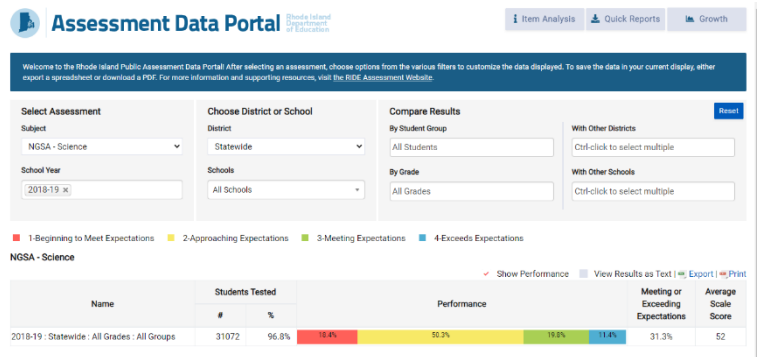 Assessment Data Portal
Rhode Island
Department
of Education
Item Analysis
Quick Reports
Growth
Welcome to the Rhode Island Public Assessment Data Portal! After selecting an assessment, choose options from the various filters to customize the data displayed. To save the data in your current display, either
export a spreadsheet or download a PDF. For more information and supporting resources, visit the RIDE Assessment Website.
Select Assessment
Choose District or School
Compare Results
Reset
Subject
District
By Student Group
With Other Districts
NGSA - Science
Statewide
All Students
Ctrl-click to select multiple
School Year
Schools
By Grade
With Other Schools
2018-19 ×
All Schools
All Grades
Ctrl-click to select multiple
1-Beginning to Meet Expectations
2-Approaching Expectations
3-Meeting Expectations
4-Exceeds Expectations
NGSA - Science
Show Performance
View Results as Text | Export | Print
Name
Students Tested
#
%
Performance
Meeting or
Exceeding
Expectations
Average
Scale
Score
2018-19 : Statewide : All Grades : All Groups
31072
96.8%
18.4%
50.3%
19.8%
11.4%
31.3%
52